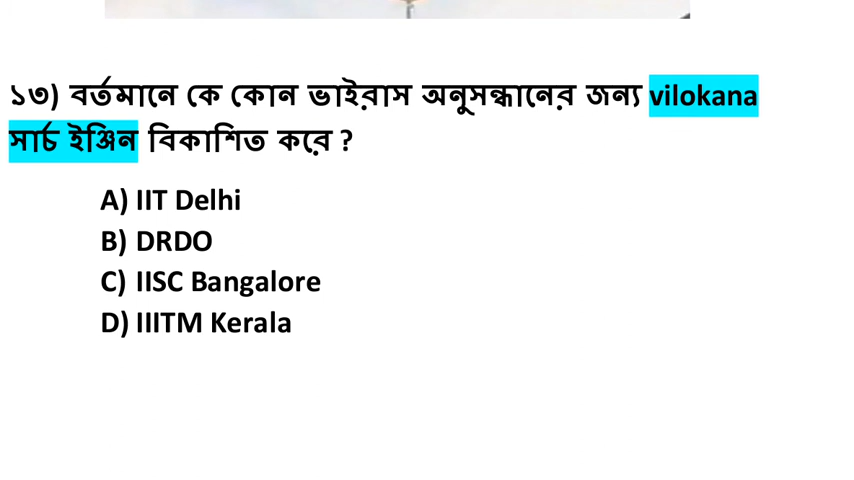 ১৩) বর্তমানে কে কোন ভাইরাস অনুসন্ধানের জন্য vilokana
সার্চ ইঞ্জিন বিকাশিত করে ?
A) IIT Delhi
B) DRDO
C) IISC Bangalore
D) IIITM Kerala